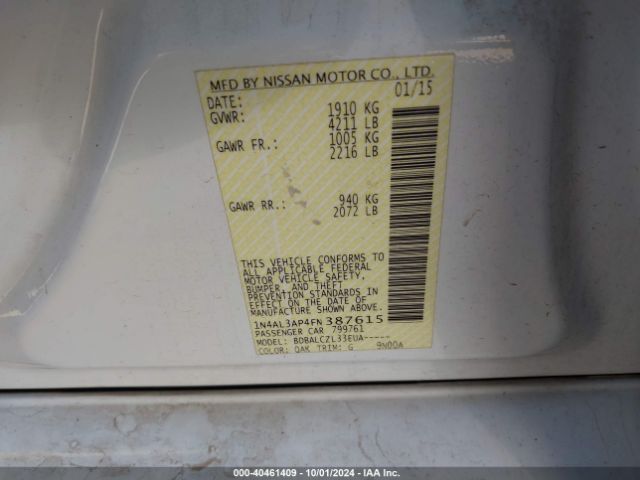 MFD BY NISSAN MOTOR CO., LTD.
DATE: 01/15
GVWR: 1910 KG
4211 LB
GAWR FR.: 1005 KG
2216 LB
GAWR RR.: 940 KG
2072 LB
THIS VEHICLE CONFORMS TO
ALL APPLICABLE FEDERAL
MOTOR VEHICLE SAFETY,
BUMPER, AND THEFT
PREVENTION STANDARDS IN
EFFECT ON THE DATE OF
MANUFACTURE SHOWN ABOVE.
1N4AL3AP4FN387615
PASSENGER CAR 799761
MODEL: BDBALCZL33EUA-----
COLOR: QAK TRIM: G 9N00A
000-40461409 - 10/01/2024 - IAA Inc.